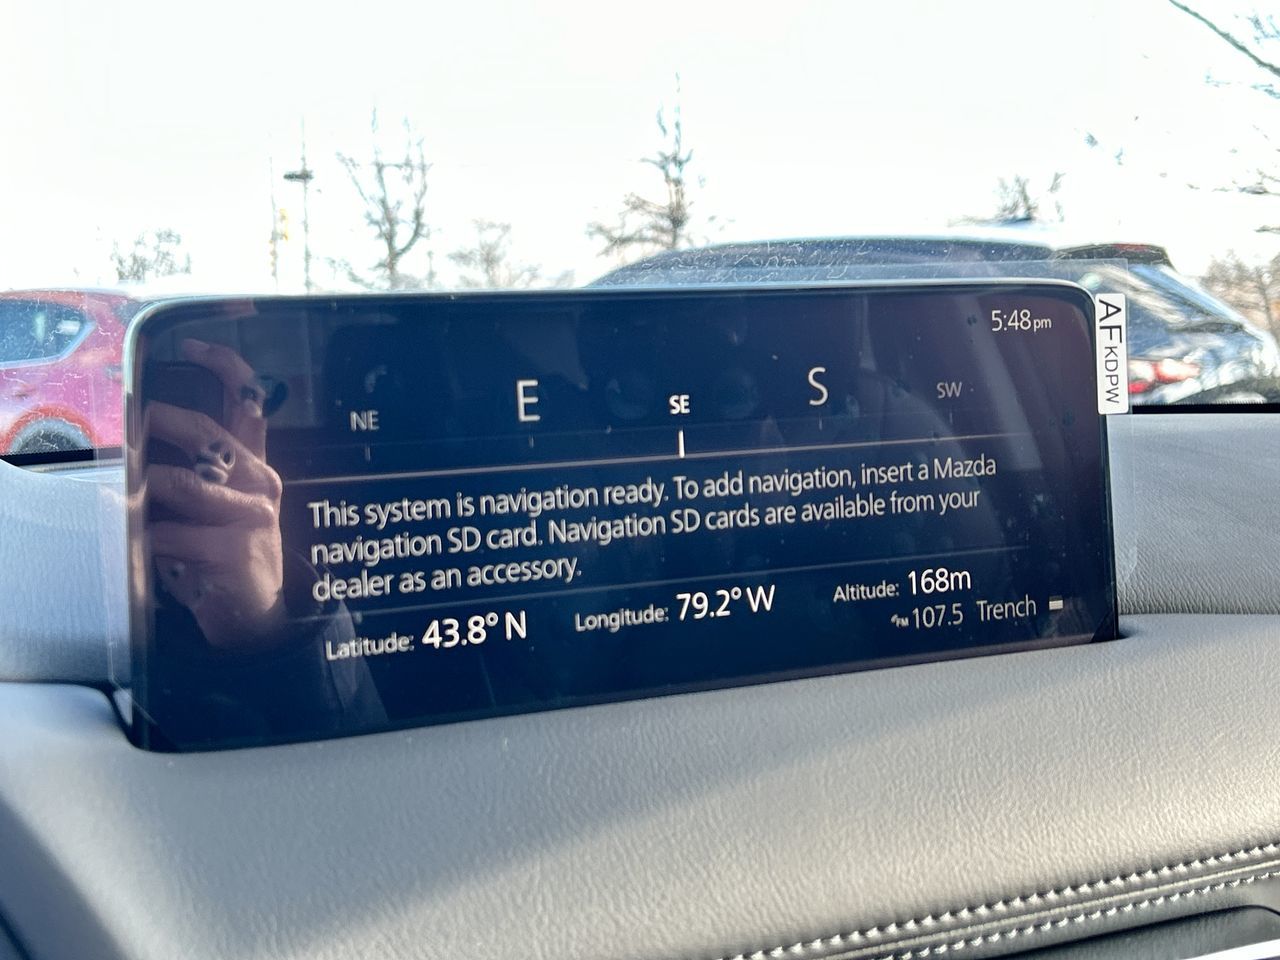 5:48 pm
NE E SE S SW
This system is navigation ready. To add navigation, insert a Mazda
navigation SD card. Navigation SD cards are available from your
dealer as an accessory.
Latitude: 43.8° N Longitude: 79.2° W Altitude: 168m
FM 107.5 Trench
AF KDPW